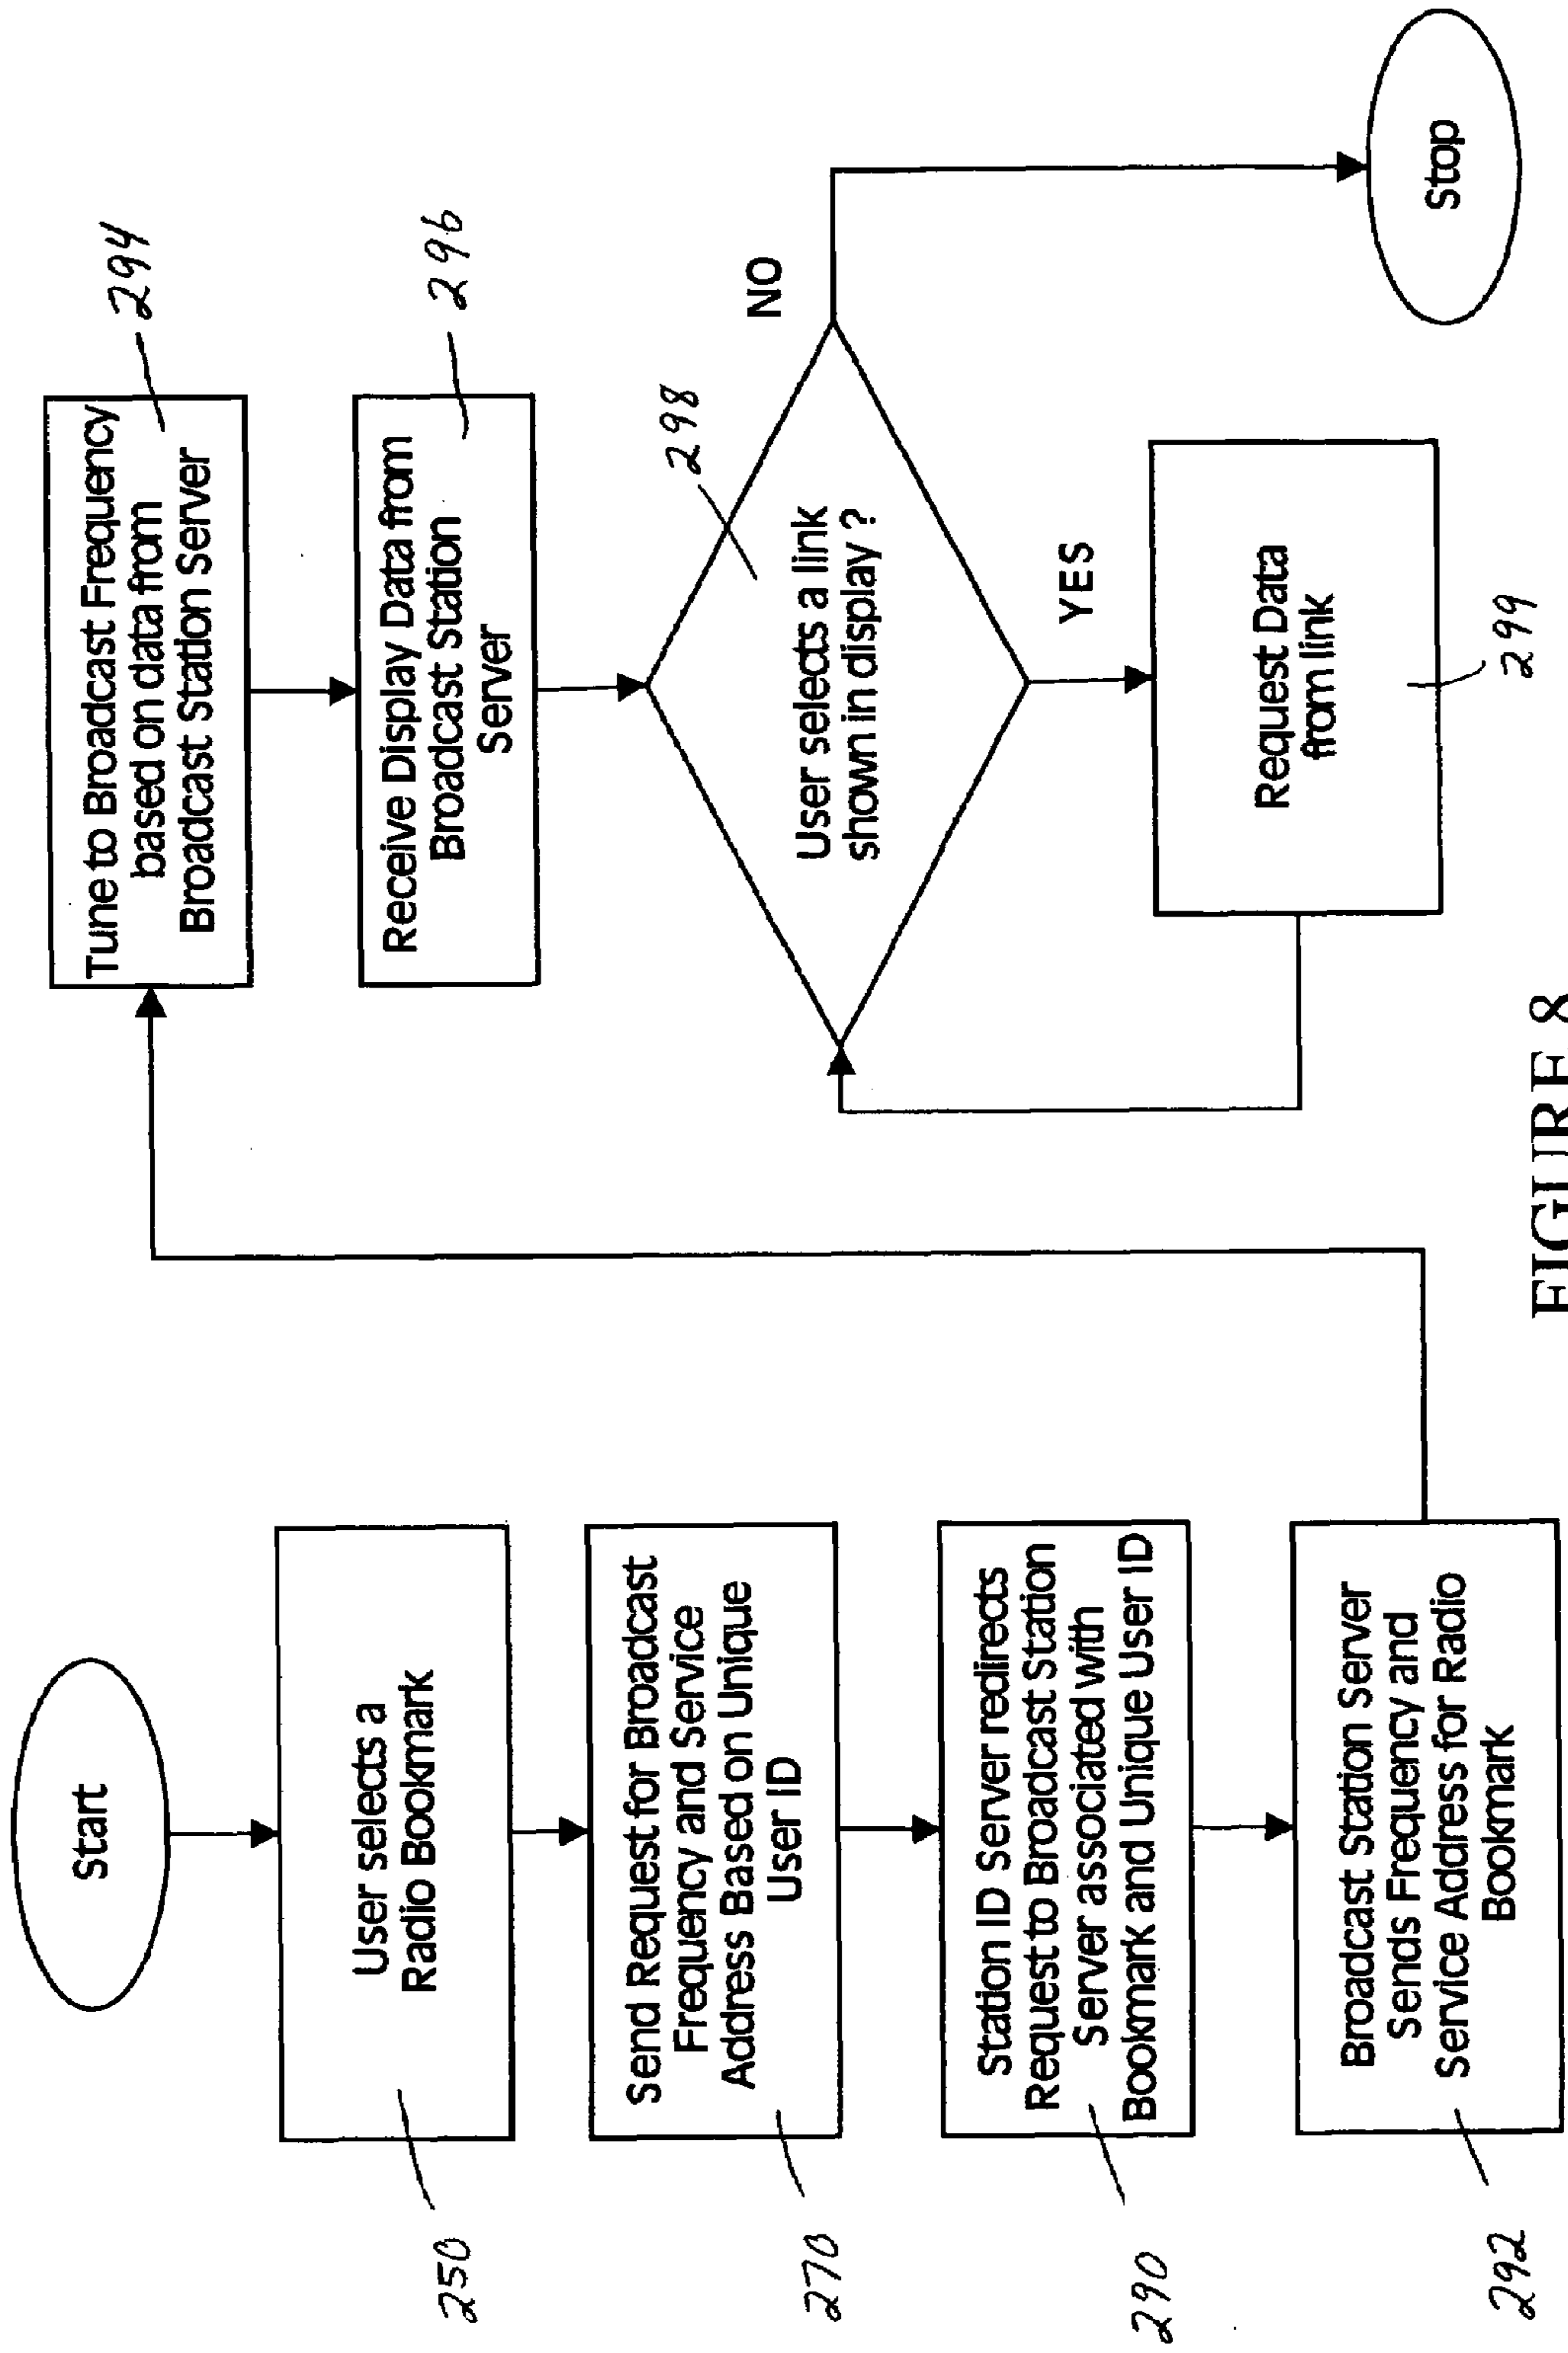 Start
User selects a
Radio Bookmark
250
Send Request for Broadcast
Frequency and Service
Address Based on Unique
User ID
270
Station ID Server redirects
Request to Broadcast Station
Server associated with
Bookmark and Unique User ID
290
Broadcast Station Server
Sends Frequency and
Service Address for Radio
Bookmark
292
Tune to Broadcast Frequency
based on data from
Broadcast Station Server
294
Receive Display Data from
Broadcast Station
Server
296
User selects a link
shown in display ?
298
NO
YES
Request Data
from link
299
Stop
FIGURE 8